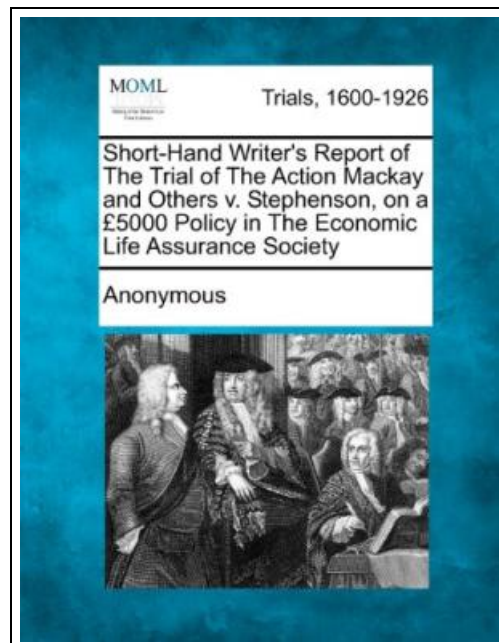 MOML
Trials, 1600-1926
Short-Hand Writer's Report of
The Trial of The Action Mackay
and Others v. Stephenson, on a
£5000 Policy in The Economic
Life Assurance Society
Anonymous